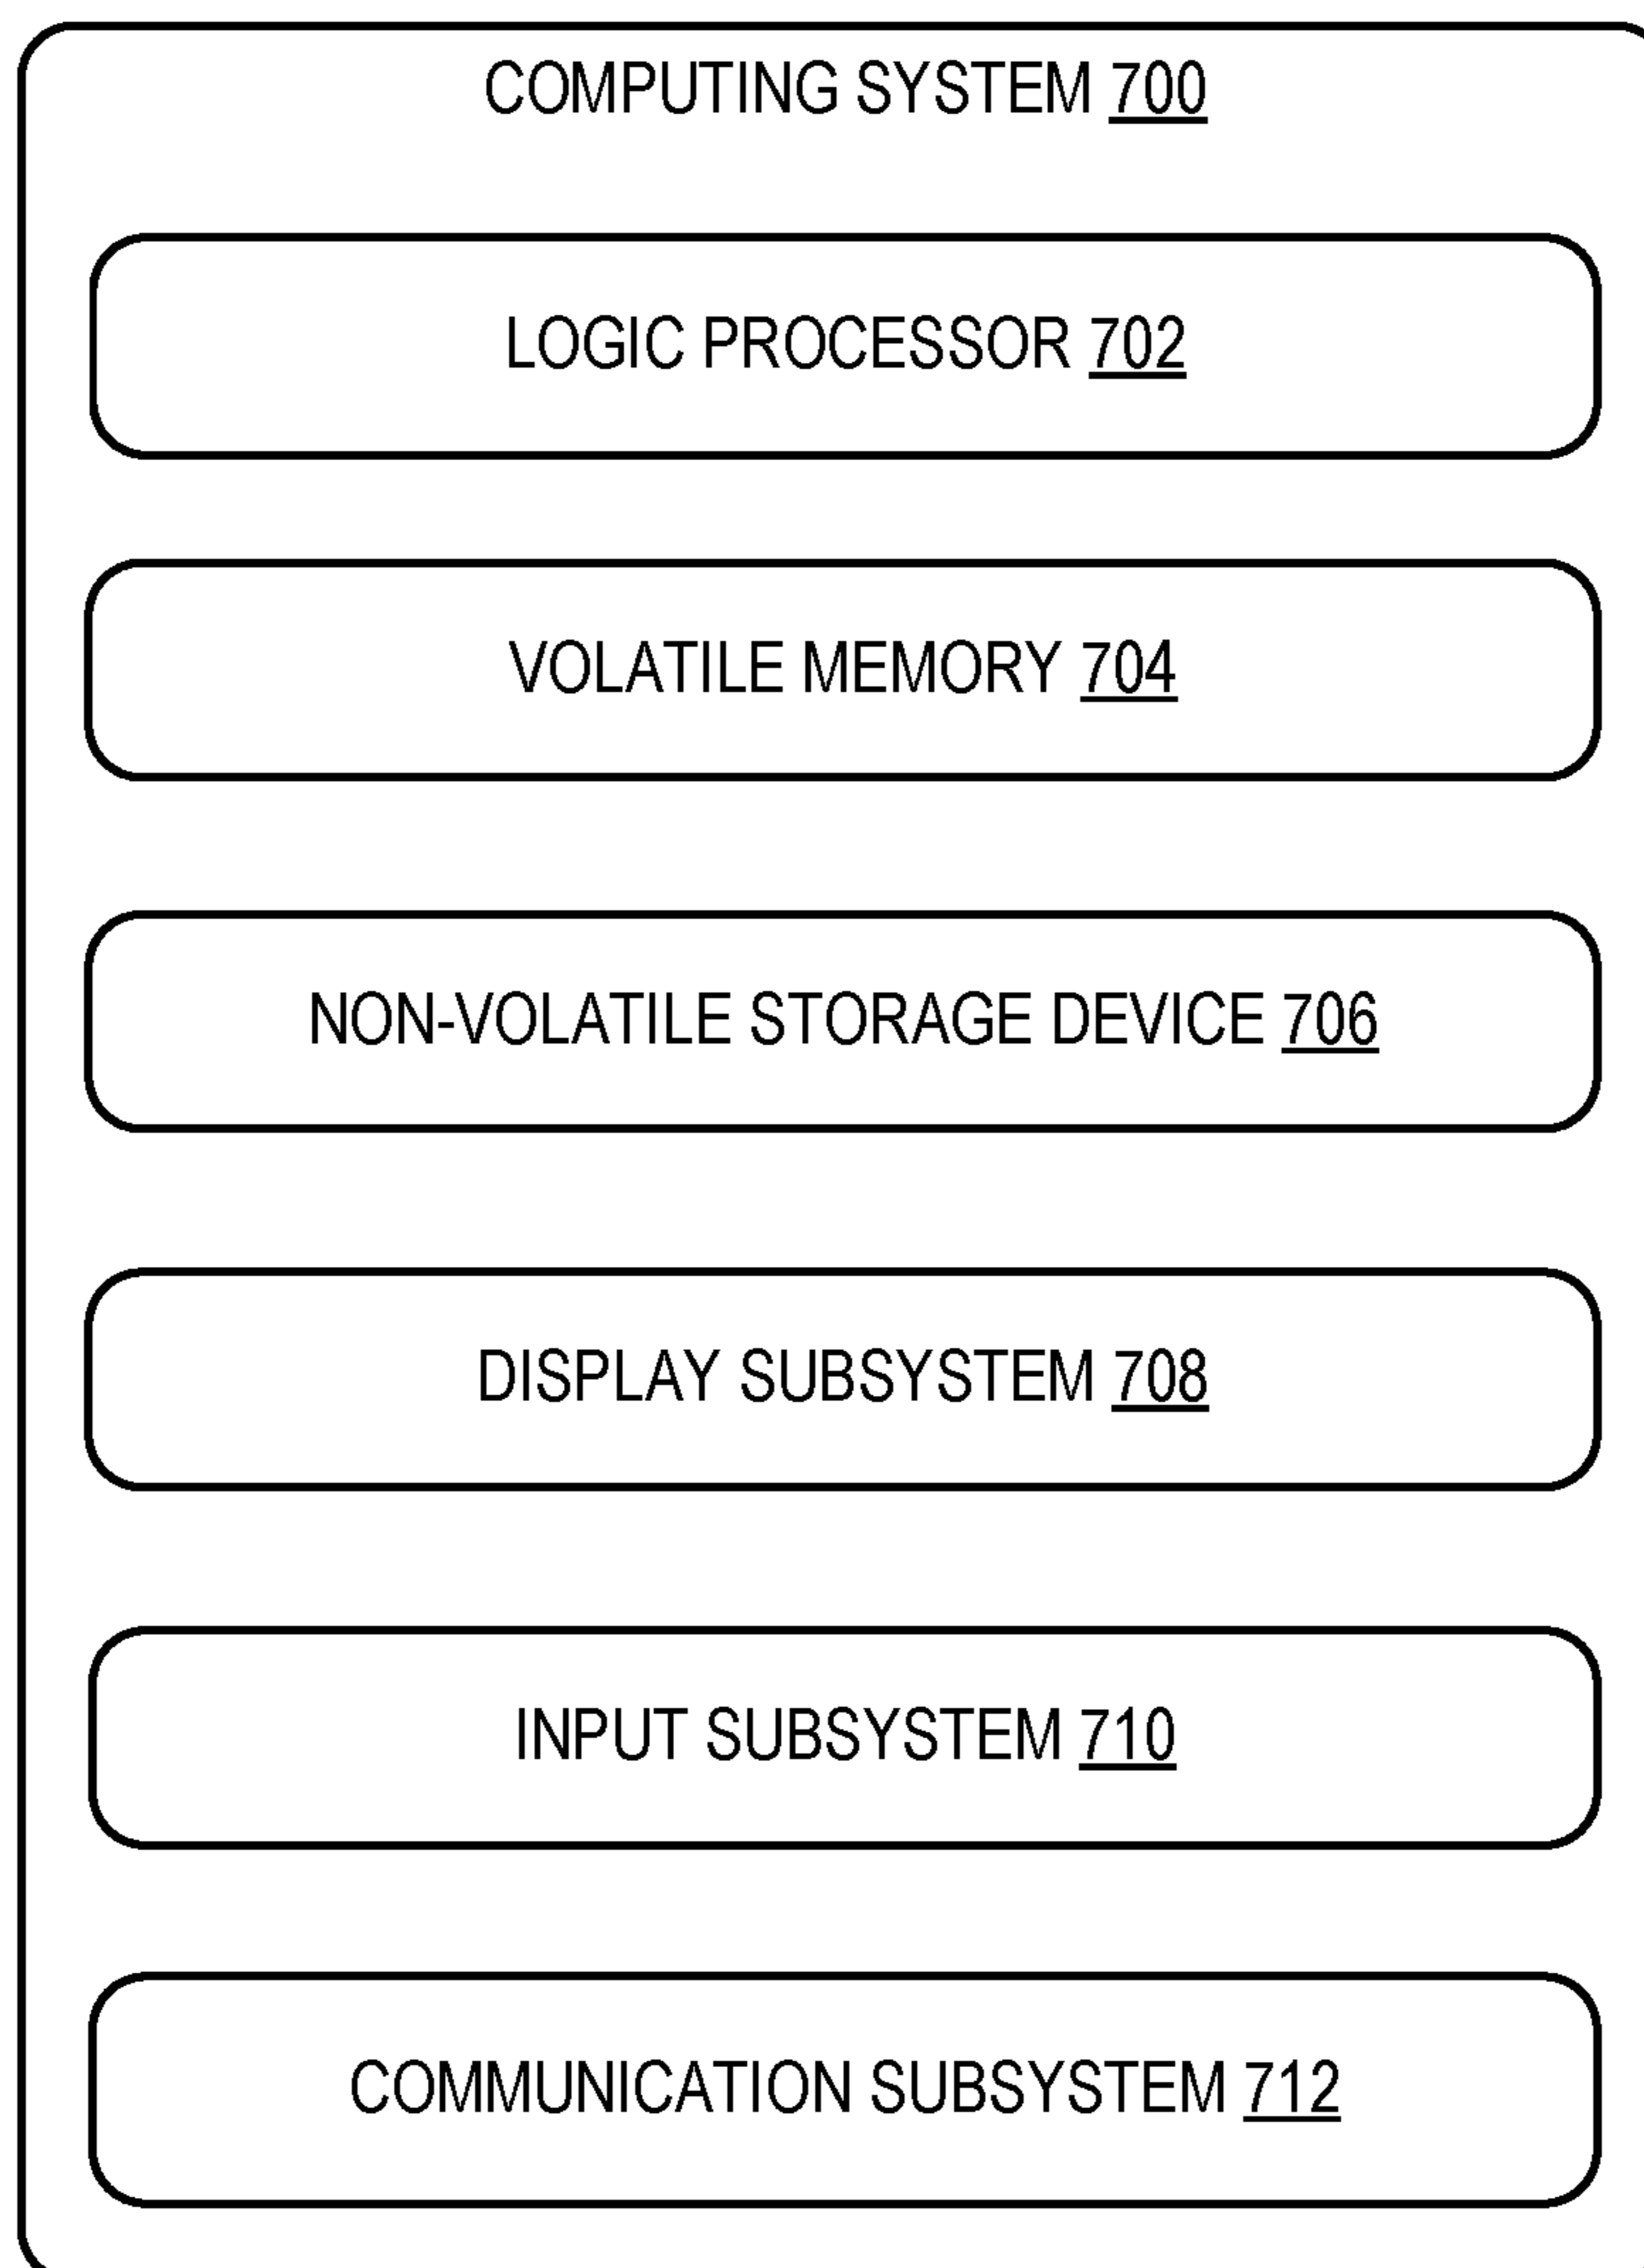 COMPUTING SYSTEM 700
LOGIC PROCESSOR 702
VOLATILE MEMORY 704
NON-VOLATILE STORAGE DEVICE 706
DISPLAY SUBSYSTEM 708
INPUT SUBSYSTEM 710
COMMUNICATION SUBSYSTEM 712